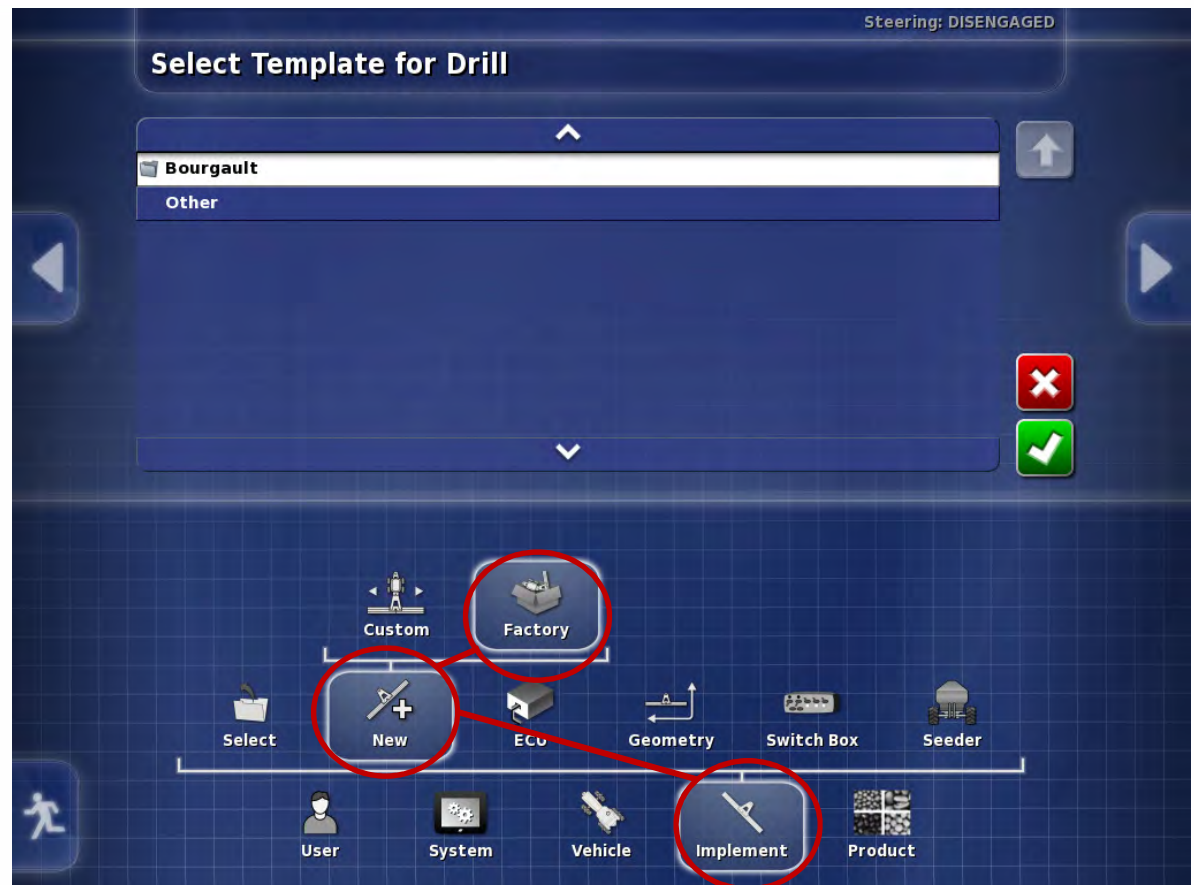 Steering: DISENGAGED
Select Template for Drill
Bourgault
Other
Custom Factory
Select New ECU Geometry Switch Box Seeder
User System Vehicle Implement Product